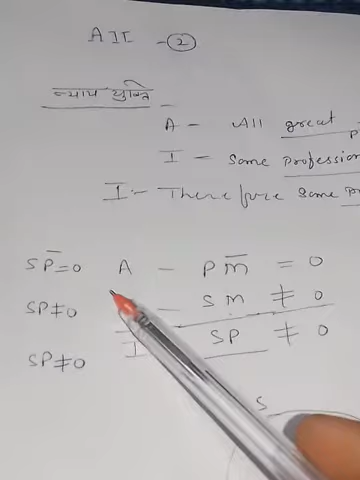 AII - ②
न्याय युक्ति -
A - All great
I - Some Profession
I - Therefore Some
SP̅=0 A - Pm̅ = 0
SP≠0 - Sm ≠ 0
SP≠0 I SP ≠ 0
S